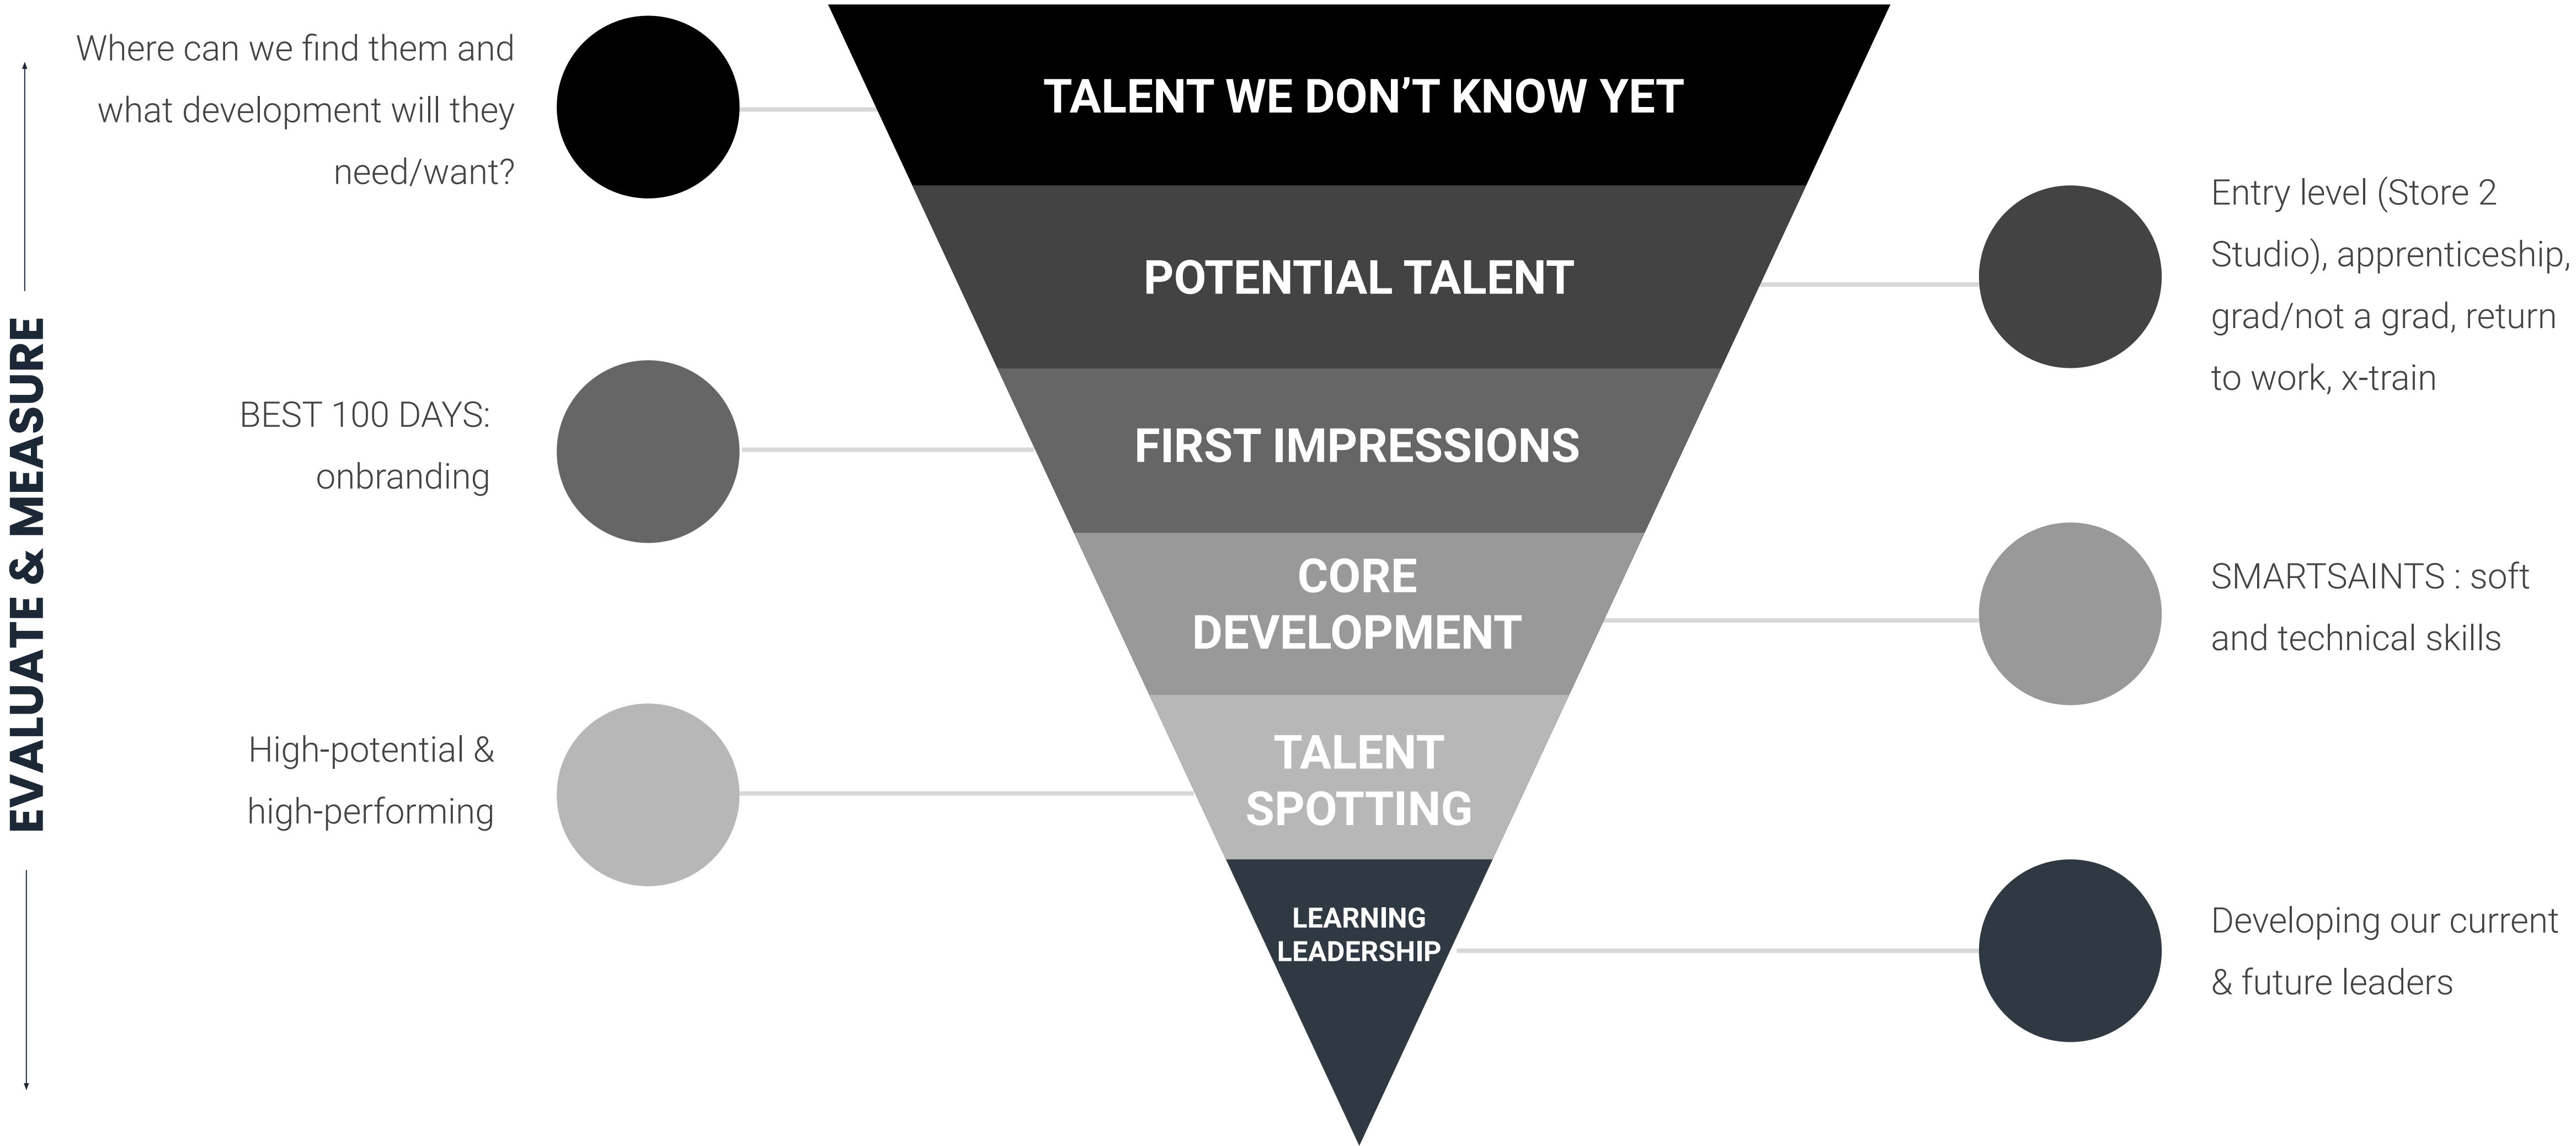 EVALUATE & MEASURE
Where can we find them and
what development will they
need/want?
TALENT WE DON’T KNOW YET
POTENTIAL TALENT
Entry level (Store 2
Studio), apprenticeship,
grad/not a grad, return
to work, x-train
BEST 100 DAYS:
onbranding
FIRST IMPRESSIONS
CORE
DEVELOPMENT
SMARTSAINTS : soft
and technical skills
High-potential &
high-performing
TALENT
SPOTTING
LEARNING
LEADERSHIP
Developing our current
& future leaders